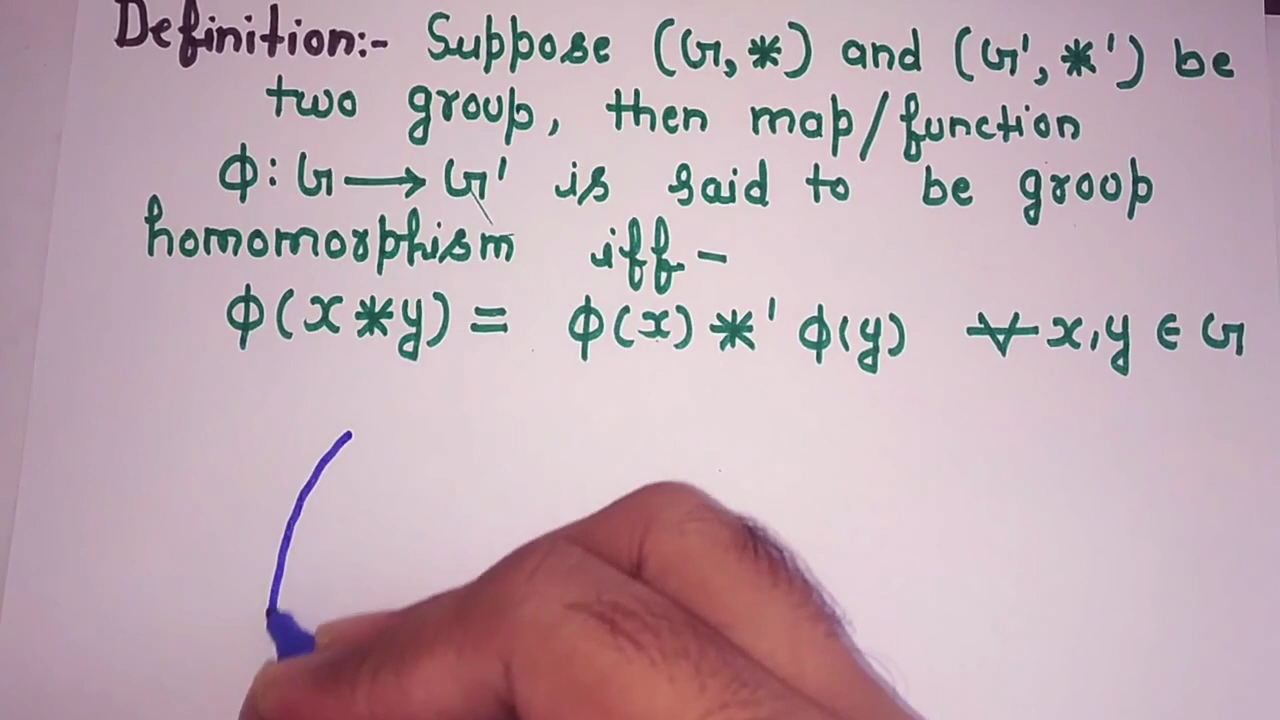 Definition:- Suppose (G, *) and (G', *') be
two group, then map/function
ϕ: G ⟶ G' is said to be group
homomorphism iff -
ϕ(x * y) = ϕ(x) *' ϕ(y) ∀ x, y ∈ G